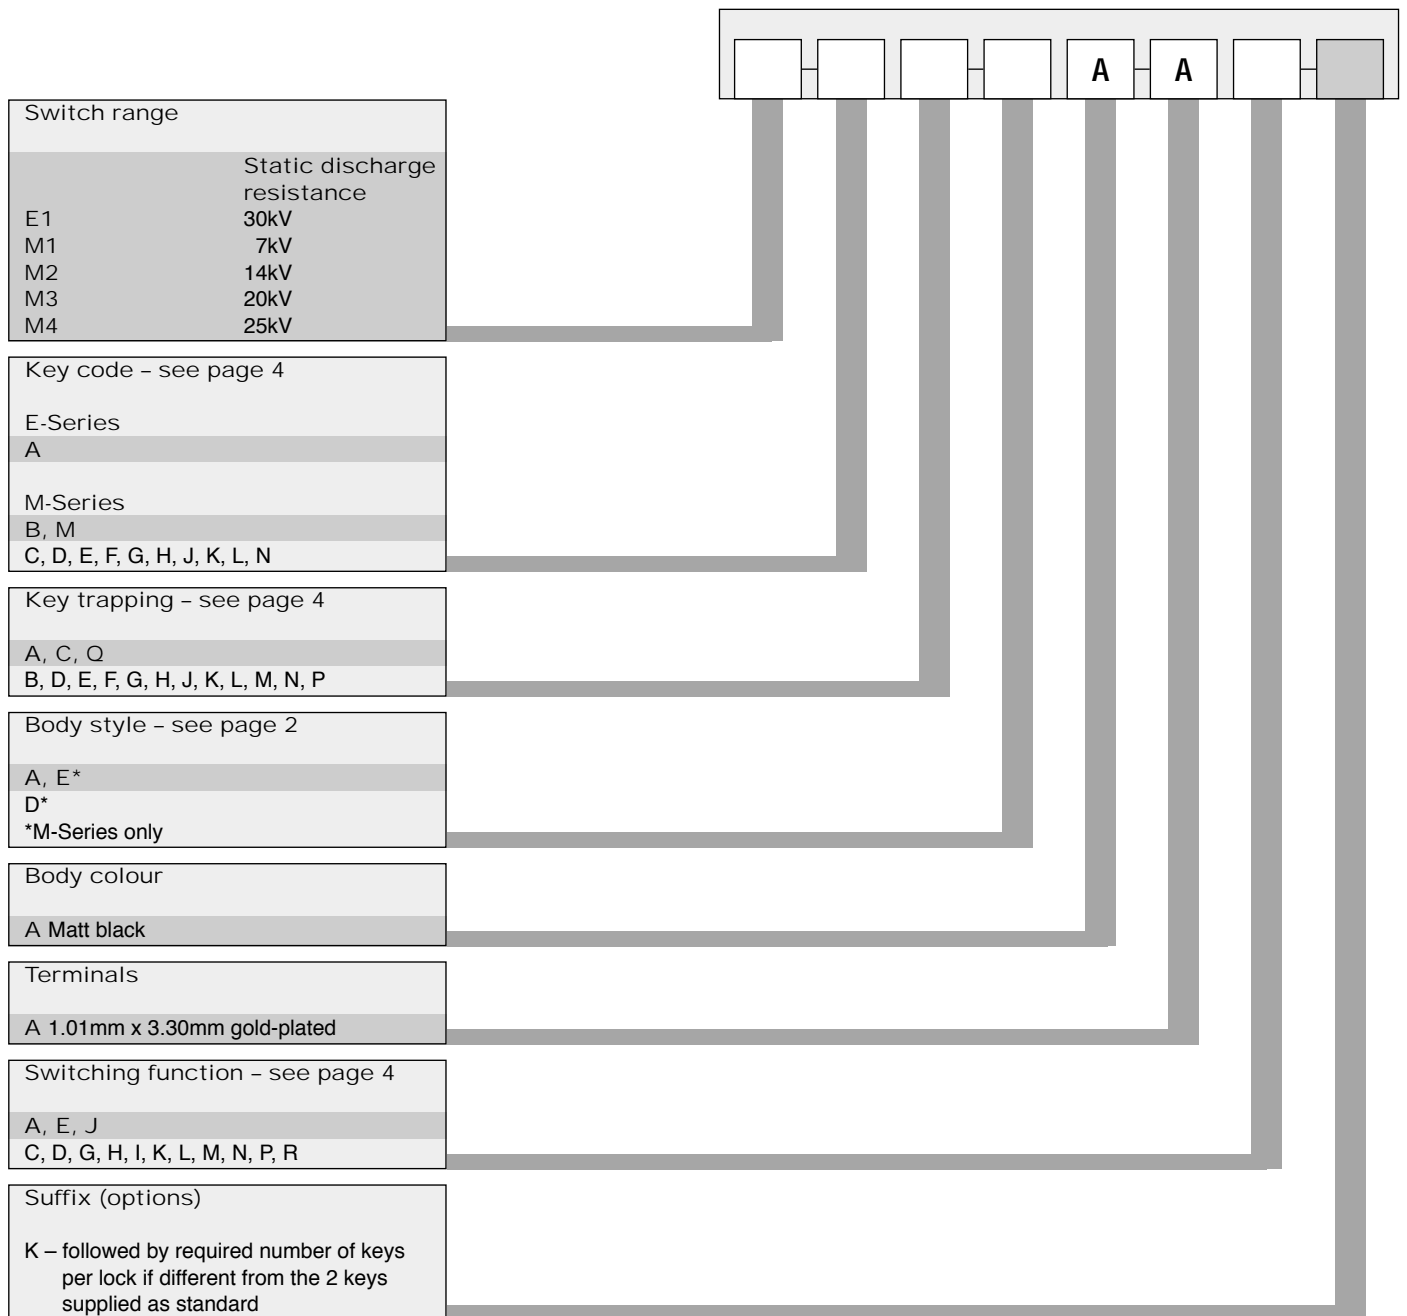 A A
Switch range
Static discharge
resistance
E1 30kV
M1 7kV
M2 14kV
M3 20kV
M4 25kV
Key code – see page 4
E-Series
A
M-Series
B, M
C, D, E, F, G, H, J, K, L, N
Key trapping – see page 4
A, C, Q
B, D, E, F, G, H, J, K, L, M, N, P
Body style – see page 2
A, E*
D*
*M-Series only
Body colour
A Matt black
Terminals
A 1.01mm x 3.30mm gold-plated
Switching function – see page 4
A, E, J
C, D, G, H, I, K, L, M, N, P, R
Suffix (options)
K – followed by required number of keys
per lock if different from the 2 keys
supplied as standard